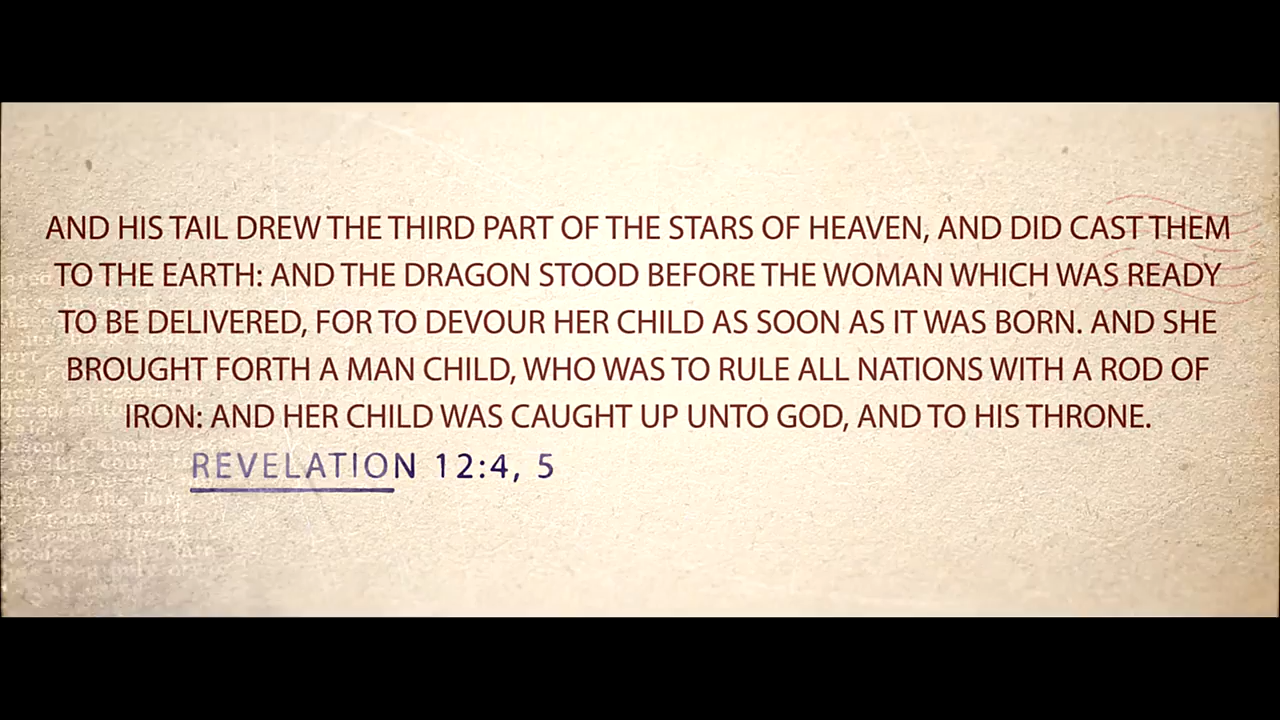 AND HIS TAIL DREW THE THIRD PART OF THE STARS OF HEAVEN, AND DID CAST THEM
TO THE EARTH: AND THE DRAGON STOOD BEFORE THE WOMAN WHICH WAS READY
TO BE DELIVERED, FOR TO DEVOUR HER CHILD AS SOON AS IT WAS BORN. AND SHE
BROUGHT FORTH A MAN CHILD, WHO WAS TO RULE ALL NATIONS WITH A ROD OF
IRON: AND HER CHILD WAS CAUGHT UP UNTO GOD, AND TO HIS THRONE.
REVELATION 12:4, 5